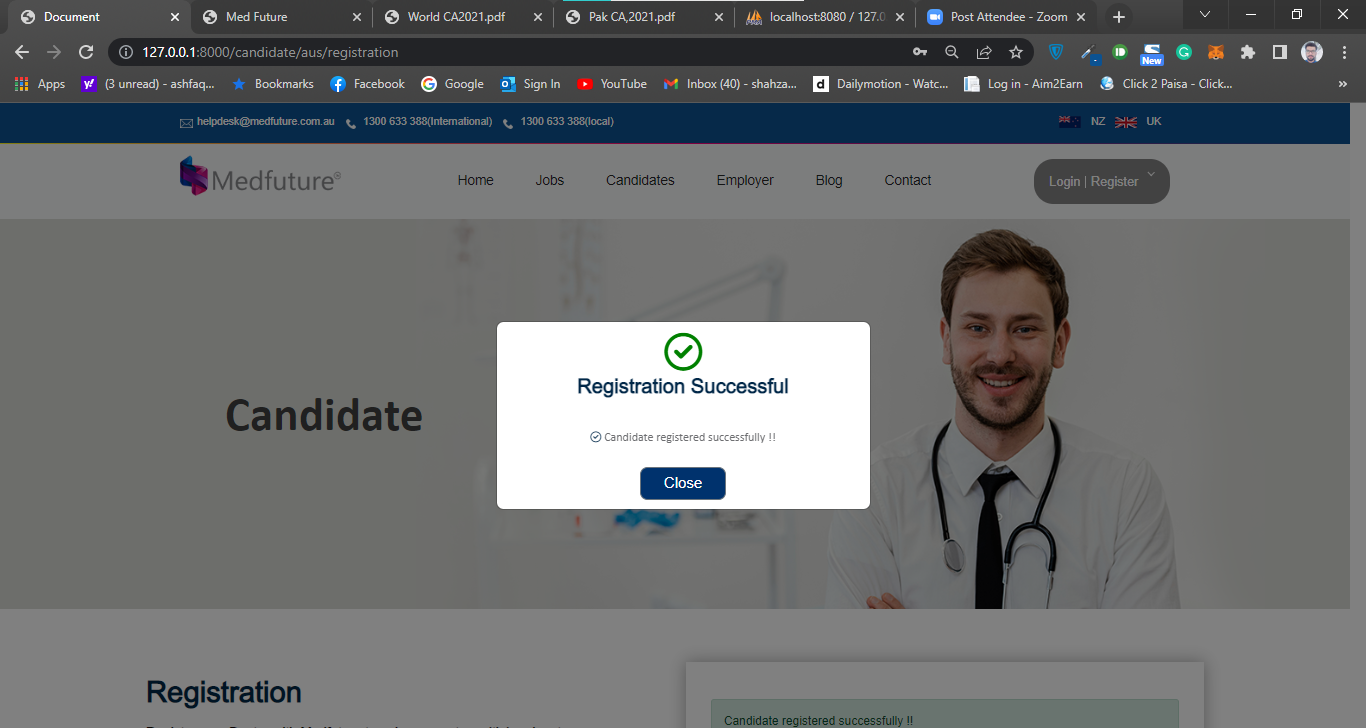 Document
Med Future
World CA2021.pdf
Pak CA,2021.pdf
localhost:8080 / 127.0
Post Attendee - Zoom
127.0.0.1:8000/candidate/aus/registration
New
Apps
(3 unread) - ashfaq...
Bookmarks
Facebook
Google
Sign In
YouTube
Inbox (40) - shahza...
Dailymotion - Watc...
Log in - Aim2Earn
Click 2 Paisa - Click...
helpdesk@medfuture.com.au
1300 633 388(International)
1300 633 388(local)
NZ
UK
Medfuture®
Home
Jobs
Candidates
Employer
Blog
Contact
Login | Register
Candidate
Registration Successful
Candidate registered successfully !!
Close
Registration
Candidate registered successfully !!